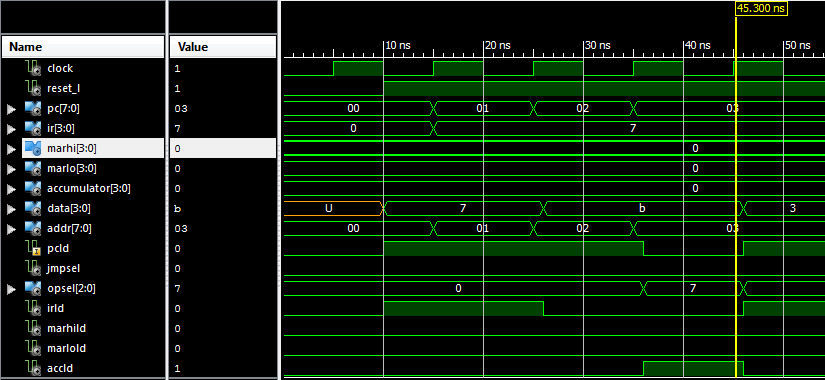 45.300 ns
Name Value 10 ns 20 ns 30 ns 40 ns 50 ns
clock 1
reset_l 1
pc[7:0] 03 00 01 02 03
ir[3:0] 7 0 7
marhi[3:0] 0 0
marlo[3:0] 0 0
accumulator[3:0] 0 0
data[3:0] b U 7 b 3
addr[7:0] 03 00 01 02 03
pcld 0
jmpsel 0
opsel[2:0] 7 0 7
irld 0
marhild 0
marlold 0
accld 1